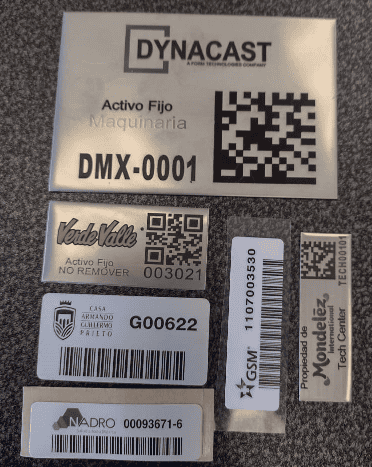 DYNACAST
A FORM TECHNOLOGIES COMPANY
Activo Fijo
Maquinaria
DMX-0001
Verde Valle
Activo Fijo
NO REMOVER
003021
CASA
ARMANDO
GUILLERMO
PRIETO
G00622
NADRO
00093671-6
GSM
1107003530
Propiedad de
Mondelēz
International
Tech Center
TECH00101